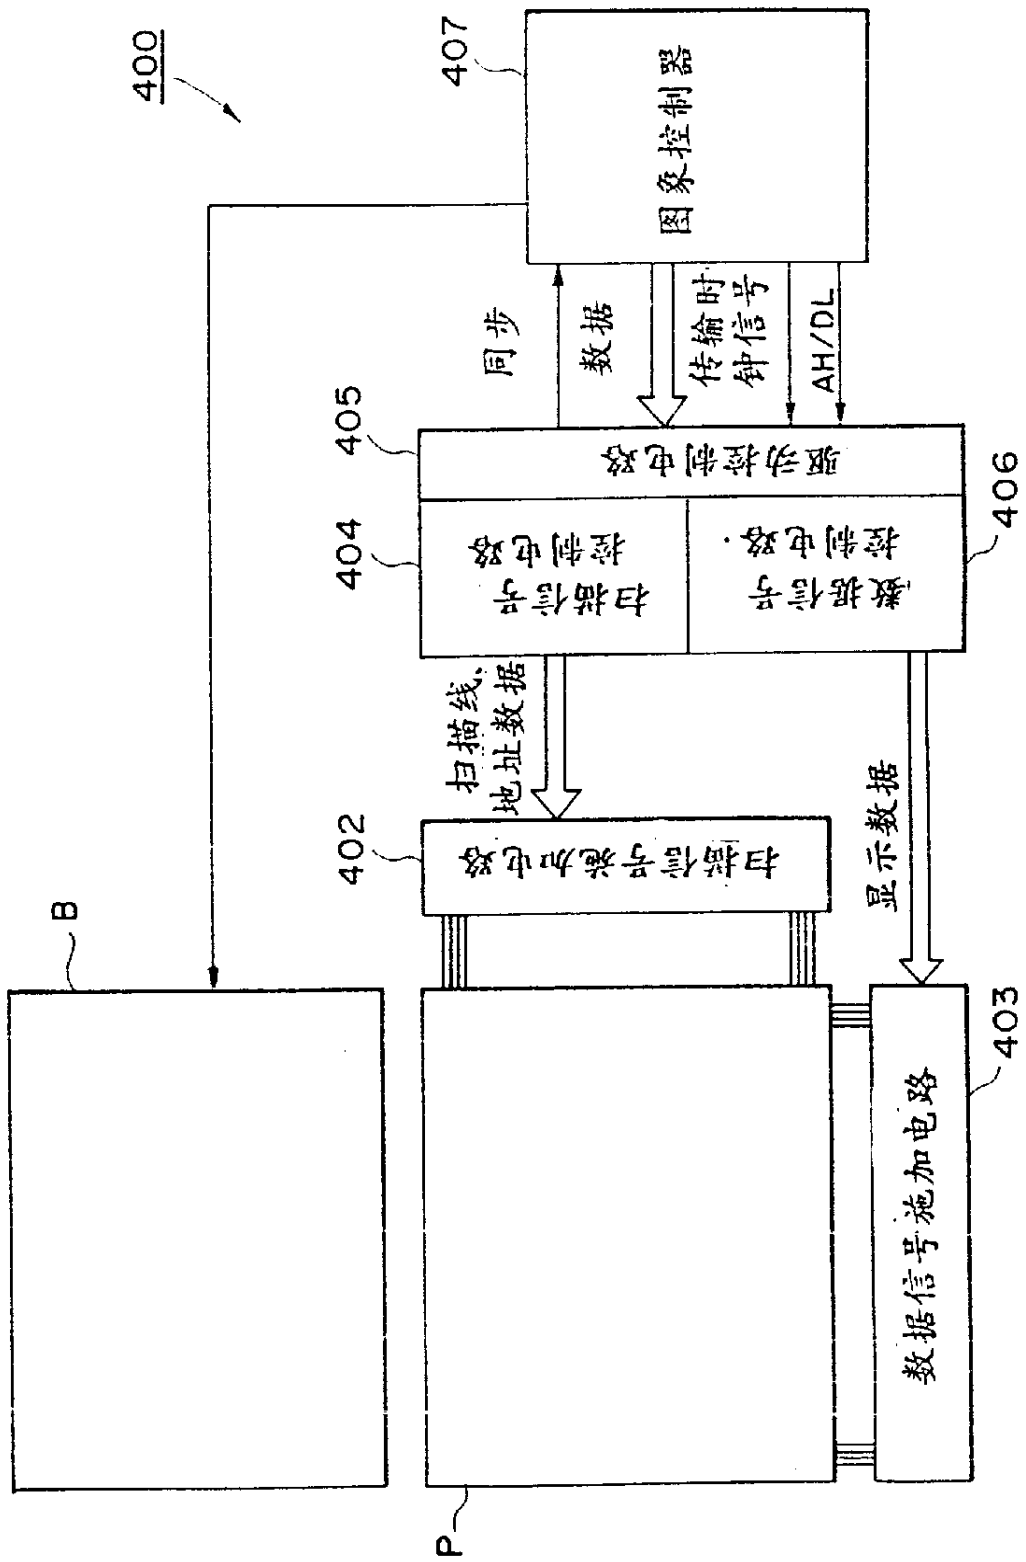 400
407
图象控制器
同步
数据
传输时
钟信号
AH/DL
405
驱动控制电路
404
扫描信号
控制电路
406
数据信号
控制电路
扫描线、
地址数据
显示数据
402
扫描信号施加电路
403
数据信号施加电路
B
P